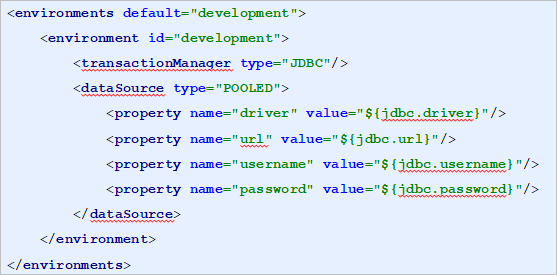 <environments default="development">
<environment id="development">
<transactionManager type="JDBC"/>
<dataSource type="POOLED">
<property name="driver" value="${jdbc.driver}"/>
<property name="url" value="${jdbc.url}"/>
<property name="username" value="${jdbc.username}"/>
<property name="password" value="${jdbc.password}"/>
</dataSource>
</environment>
</environments>